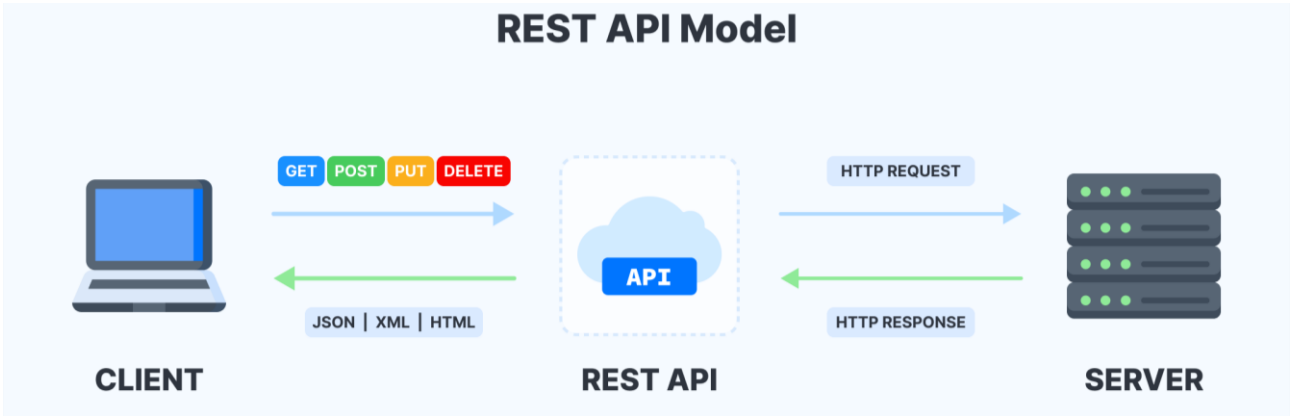 REST API Model
GET POST PUT DELETE
HTTP REQUEST
API
JSON | XML | HTML
HTTP RESPONSE
CLIENT
REST API
SERVER